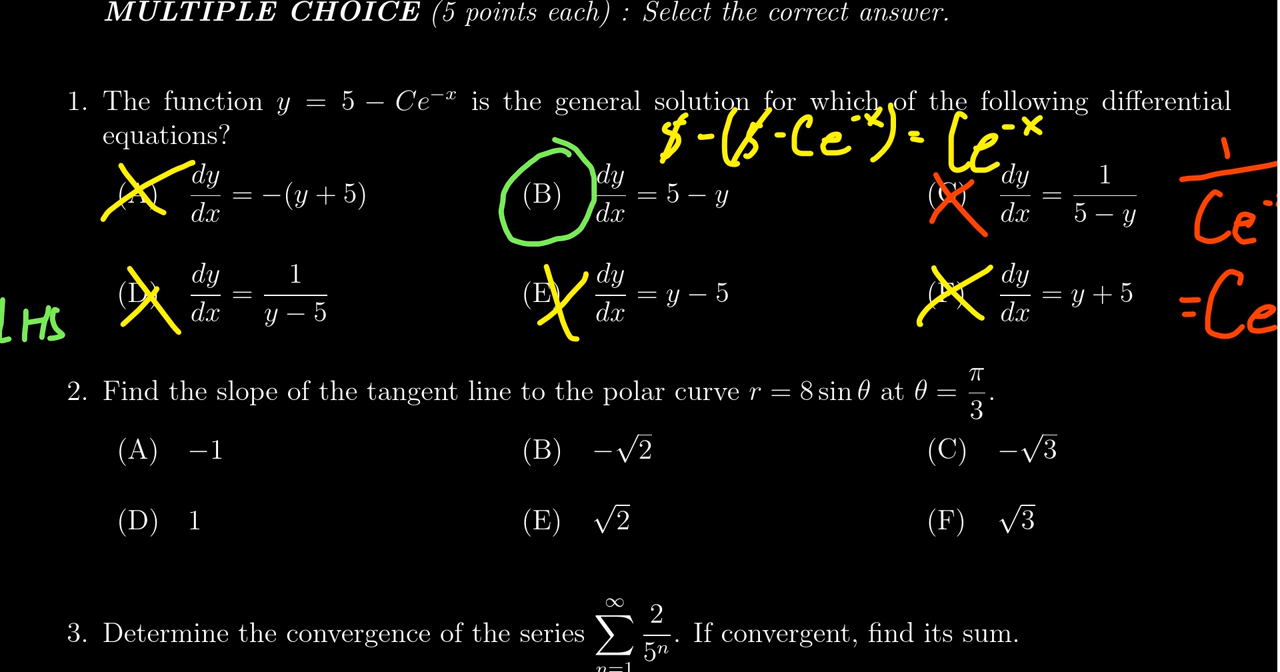 MULTIPLE CHOICE (5 points each) : Select the correct answer.
1. The function y = 5 − Ce^{−x} is the general solution for which of the following differential
equations?
5 - (5 - Ce^{-x}) = Ce^{-x}
(A) dy/dx = −(y + 5) (B) dy/dx = 5 − y (C) dy/dx = 1/(5 − y)
1/Ce^{-
(D) dy/dx = 1/(y − 5) (E) dy/dx = y − 5 (F) dy/dx = y + 5
= Ce
LHS
2. Find the slope of the tangent line to the polar curve r = 8 sin θ at θ = π/3.
(A) −1 (B) −√2 (C) −√3
(D) 1 (E) √2 (F) √3
3. Determine the convergence of the series ∑_{n=1}^{∞} 2/5^n. If convergent, find its sum.